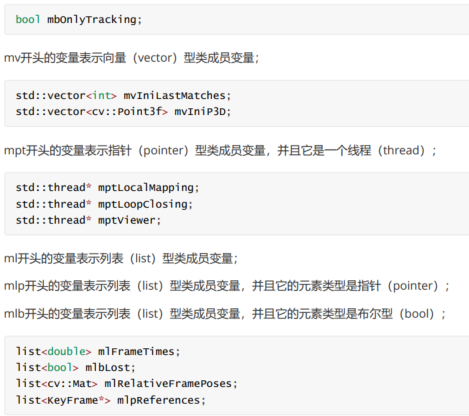 bool mbOnlyTracking;
mv开头的变量表示向量（vector）型类成员变量；
std::vector<int> mvIniLastMatches;
std::vector<cv::Point3f> mvIniP3D;
mpt开头的变量表示指针（pointer）型类成员变量，并且它是一个线程（thread）；
std::thread* mptLocalMapping;
std::thread* mptLoopClosing;
std::thread* mptViewer;
ml开头的变量表示列表（list）型类成员变量；
mlp开头的变量表示列表（list）型类成员变量，并且它的元素类型是指针（pointer）；
mlb开头的变量表示列表（list）型类成员变量，并且它的元素类型是布尔型（bool）；
list<double> mlFrameTimes;
list<bool> mlbLost;
list<cv::Mat> mlRelativeFramePoses;
list<KeyFrame*> mlpReferences;